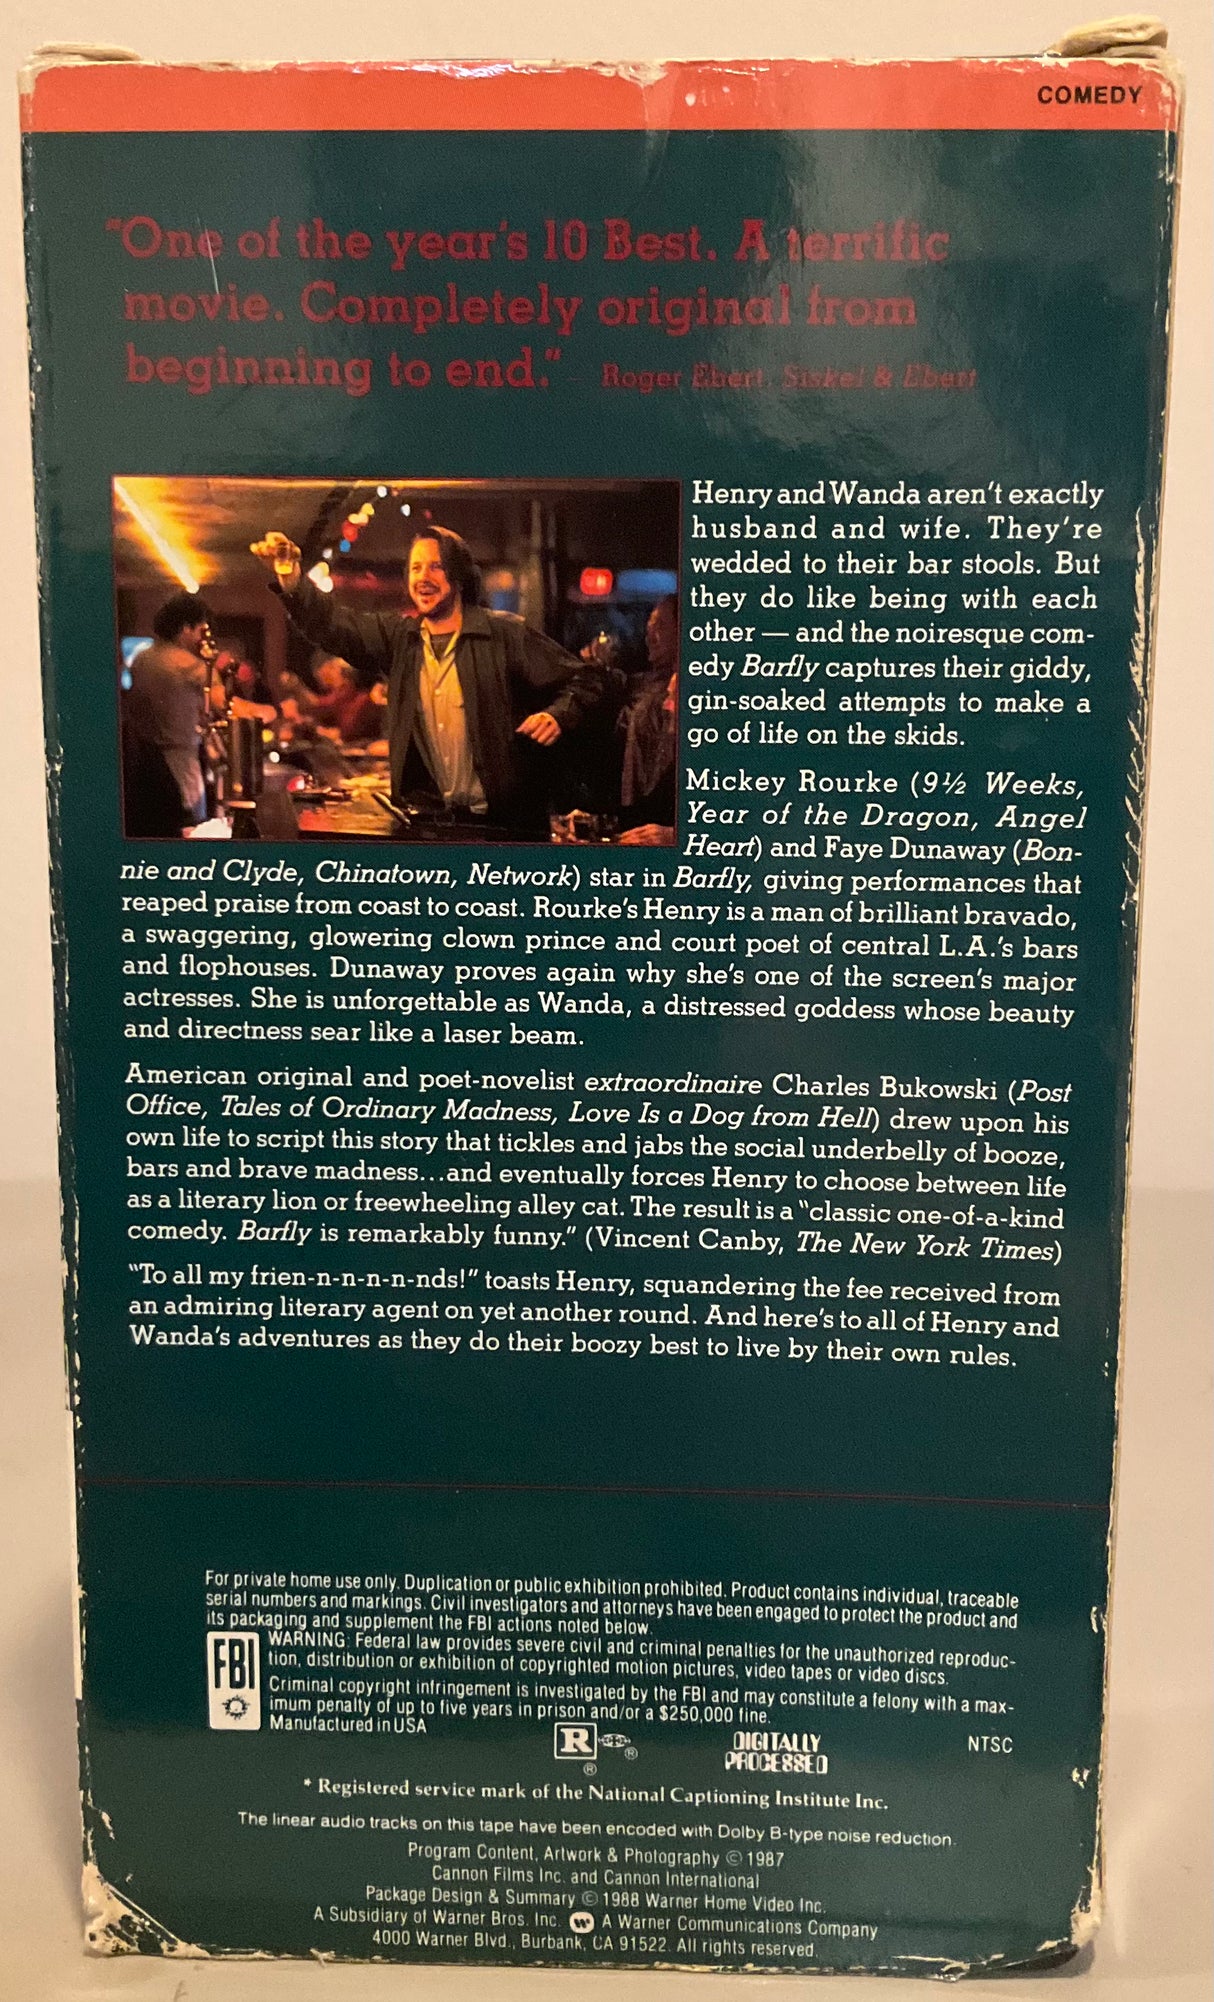 COMEDY
"One of the year's 10 Best. A terrific
movie. Completely original from
beginning to end." – Roger Ebert, Siskel & Ebert
Henry and Wanda aren't exactly
husband and wife. They're
wedded to their bar stools. But
they do like being with each
other — and the noiresque com-
edy Barfly captures their giddy,
gin-soaked attempts to make a
go of life on the skids.
Mickey Rourke (9½ Weeks,
Year of the Dragon, Angel
Heart) and Faye Dunaway (Bon-
nie and Clyde, Chinatown, Network) star in Barfly, giving performances that
reaped praise from coast to coast. Rourke's Henry is a man of brilliant bravado,
a swaggering, glowering clown prince and court poet of central L.A.'s bars
and flophouses. Dunaway proves again why she's one of the screen's major
actresses. She is unforgettable as Wanda, a distressed goddess whose beauty
and directness sear like a laser beam.
American original and poet-novelist extraordinaire Charles Bukowski (Post
Office, Tales of Ordinary Madness, Love Is a Dog from Hell) drew upon his
own life to script this story that tickles and jabs the social underbelly of booze,
bars and brave madness...and eventually forces Henry to choose between life
as a literary lion or freewheeling alley cat. The result is a "classic one-of-a-kind
comedy. Barfly is remarkably funny." (Vincent Canby, The New York Times)
"To all my frien-n-n-n-n-nds!" toasts Henry, squandering the fee received from
an admiring literary agent on yet another round. And here's to all of Henry and
Wanda's adventures as they do their boozy best to live by their own rules.
For private home use only. Duplication or public exhibition prohibited. Product contains individual, traceable
serial numbers and markings. Civil investigators and attorneys have been engaged to protect the product and
its packaging and supplement the FBI actions noted below.
FBI
WARNING: Federal law provides severe civil and criminal penalties for the unauthorized reproduc-
tion, distribution or exhibition of copyrighted motion pictures, video tapes or video discs.
Criminal copyright infringement is investigated by the FBI and may constitute a felony with a max-
imum penalty of up to five years in prison and/or a $250,000 fine.
Manufactured in USA
R ® ®
DIGITALLY
PROCESSED
NTSC
* Registered service mark of the National Captioning Institute Inc.
The linear audio tracks on this tape have been encoded with Dolby B-type noise reduction.
Program Content, Artwork & Photography © 1987
Cannon Films Inc. and Cannon International
Package Design & Summary © 1988 Warner Home Video Inc.
A Subsidiary of Warner Bros. Inc. A Warner Communications Company
4000 Warner Blvd., Burbank, CA 91522. All rights reserved.